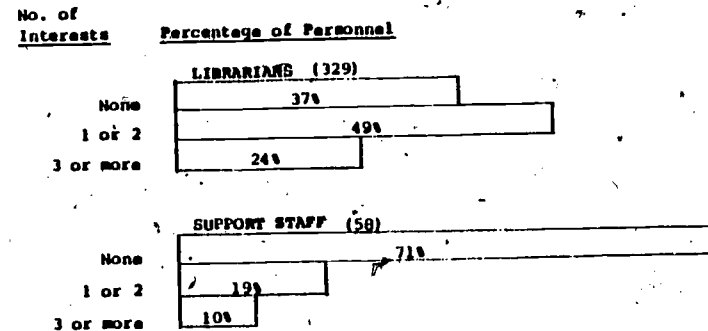 No. of
Interests Percentage of Personnel
LIBRARIANS (329)
None 37%
1 or 2 49%
3 or more 24%
SUPPORT STAFF (58)
None 71%
1 or 2 19%
3 or more 10%